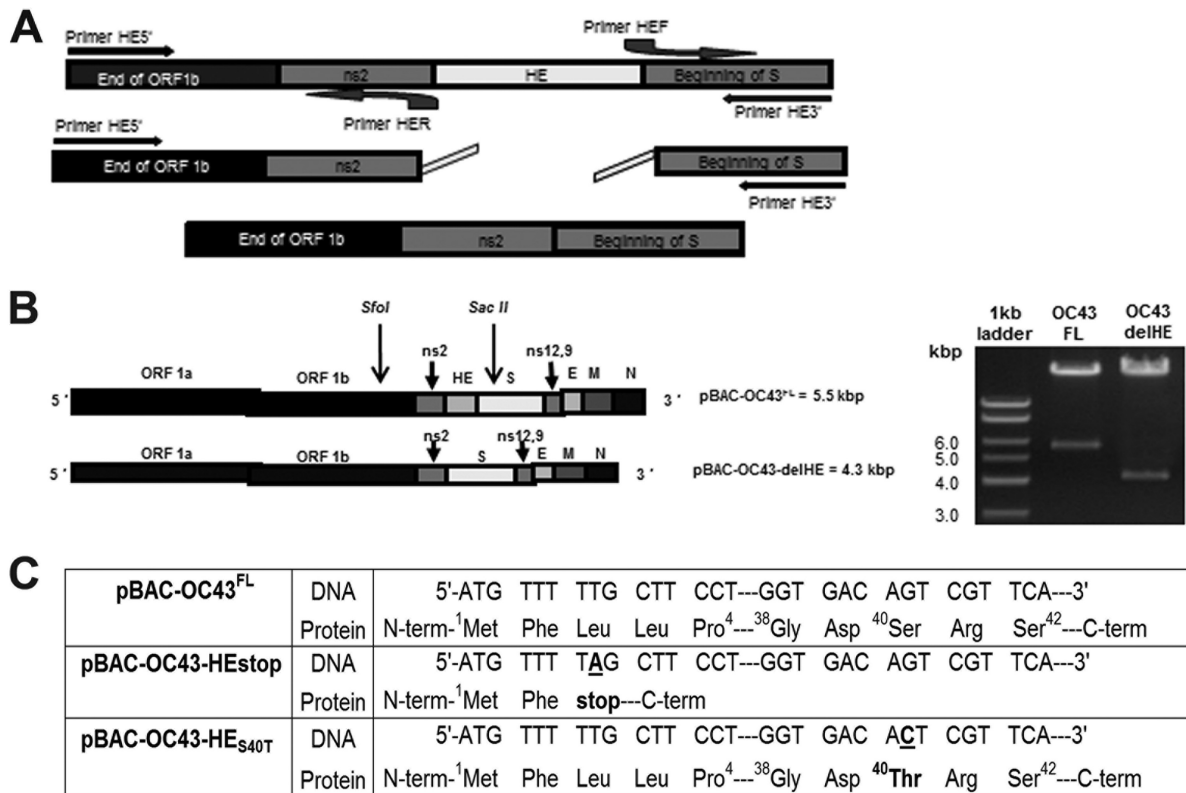 A
Primer HE5'
Primer HEF
End of ORF1b
ns2
HE
Beginning of S
Primer HER
Primer HE3'
Primer HE5'
End of ORF 1b
ns2
Beginning of S
Primer HE3'
End of ORF 1b
ns2
Beginning of S
B
SfoI
Sac II
ns2
ns12,9
ORF 1a
ORF 1b
HE
S
E
M
N
5 '
3 '
pBAC-OC43FL = 5.5 kbp
ns2
ns12,9
ORF 1a
ORF 1b
S
E
M
N
5 '
3 '
pBAC-OC43-delHE = 4.3 kbp
1kb ladder
OC43 FL
OC43 delHE
kbp
6.0
5.0
4.0
3.0
C
pBAC-OC43FL DNA 5'-ATG TTT TTG CTT CCT---GGT GAC AGT CGT TCA---3'
Protein N-term-1Met Phe Leu Leu Pro4---38Gly Asp 40Ser Arg Ser42---C-term
pBAC-OC43-HEstop DNA 5'-ATG TTT TAG CTT CCT---GGT GAC AGT CGT TCA---3'
Protein N-term-1Met Phe stop---C-term
pBAC-OC43-HES40T DNA 5'-ATG TTT TTG CTT CCT---GGT GAC ACT CGT TCA---3'
Protein N-term-1Met Phe Leu Leu Pro4---38Gly Asp 40Thr Arg Ser42---C-term